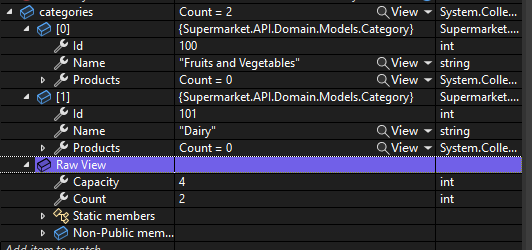 categories Count = 2 View System.Colle...
[0] {Supermarket.API.Domain.Models.Category} Supermarket....
Id 100 int
Name "Fruits and Vegetables" View string
Products Count = 0 View System.Colle...
[1] {Supermarket.API.Domain.Models.Category} Supermarket....
Id 101 int
Name "Dairy" View string
Products Count = 0 View System.Colle...
Raw View
Capacity 4 int
Count 2 int
Static members
Non-Public mem...
Add item to watch